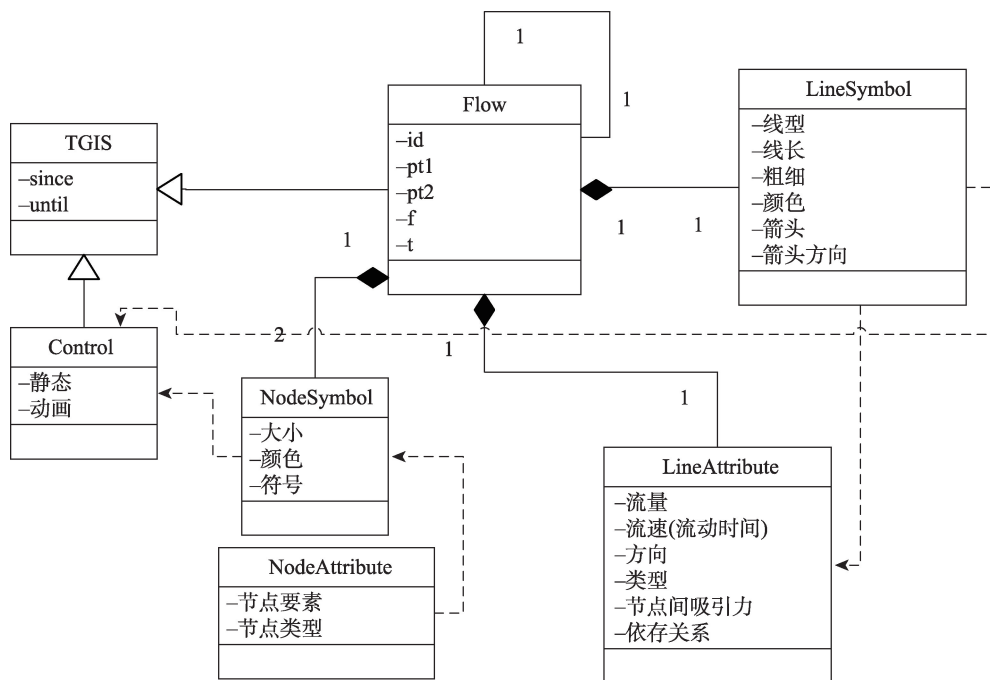 1
1
Flow
–id
–pt1
–pt2
–f
–t
LineSymbol
–线型
–线长
–粗细
–颜色
–箭头
–箭头方向
TGIS
–since
–until
1
1
1
2
1
1
Control
–静态
–动画
NodeSymbol
–大小
–颜色
–符号
LineAttribute
–流量
–流速(流动时间)
–方向
–类型
–节点间吸引力
–依存关系
NodeAttribute
–节点要素
–节点类型